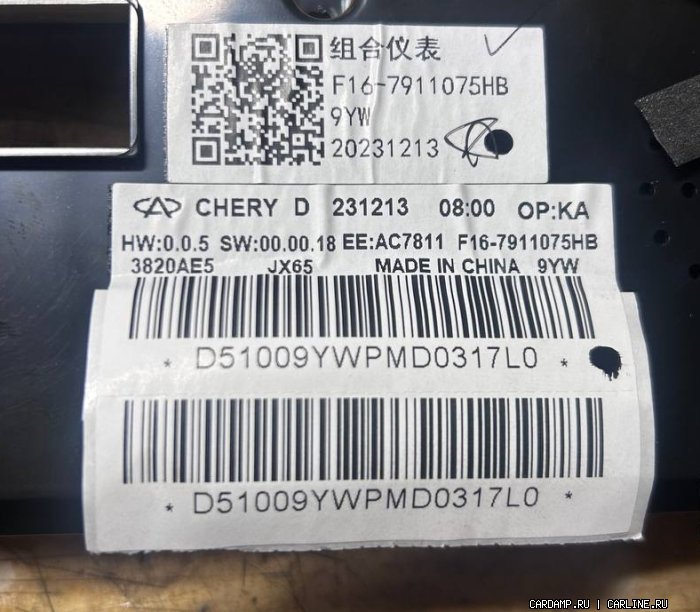 组合仪表
F16-7911075HB
9YW
20231213
CHERY D 231213 08:00 OP:KA
HW:0.0.5 SW:00.00.18 EE:AC7811 F16-7911075HB
3820AE5 JX65 MADE IN CHINA 9YW
* D51009YWPMD0317L0 *
* D51009YWPMD0317L0 *
CARDAMP.RU | CARLINE.RU